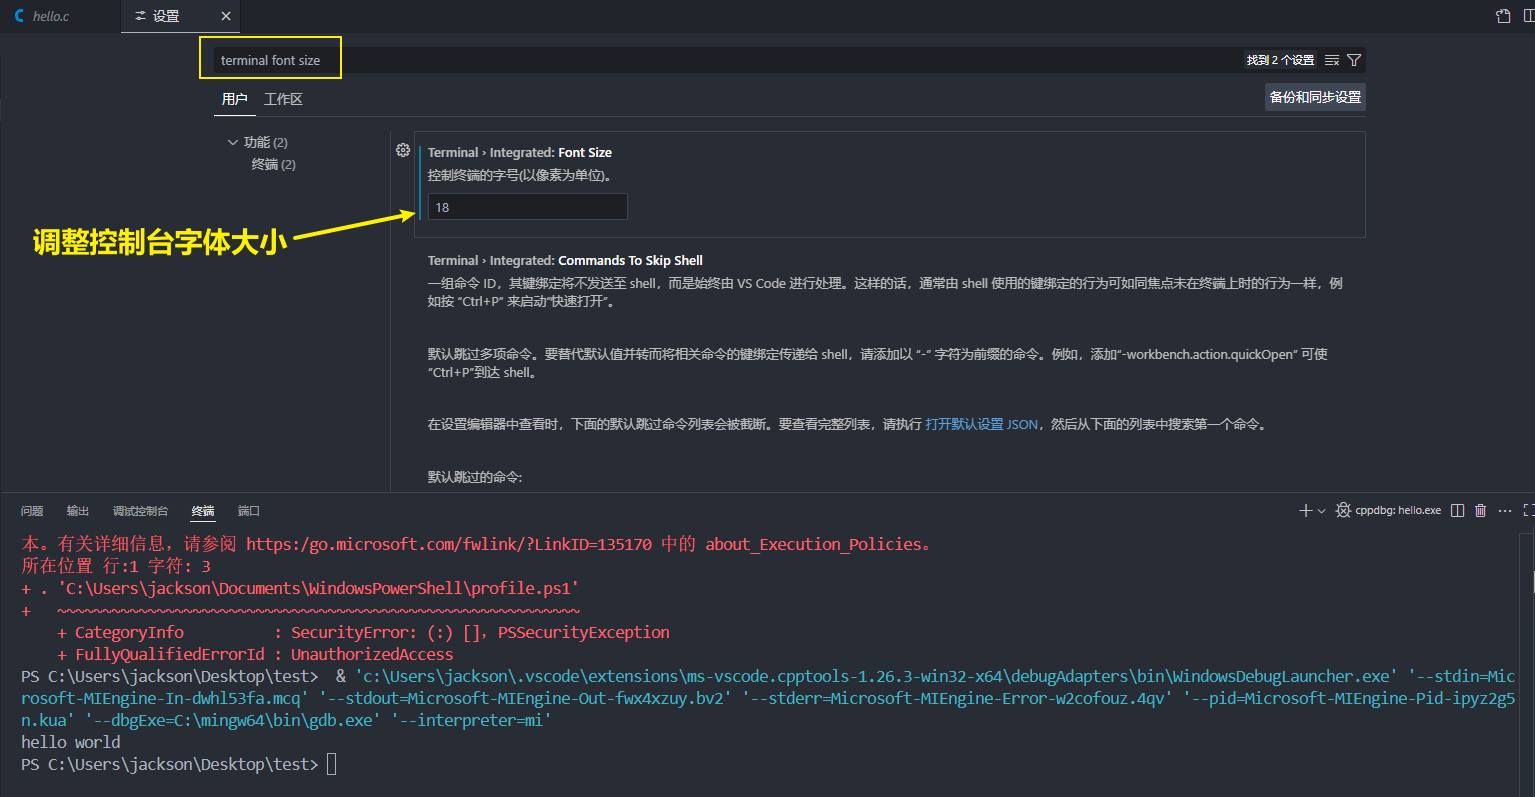 hello.c
设置
terminal font size
找到 2 个设置
用户
工作区
备份和同步设置
功能 (2)
终端 (2)
Terminal › Integrated: Font Size
控制终端的字号(以像素为单位)。
18
调整控制台字体大小
Terminal › Integrated: Commands To Skip Shell
一组命令 ID，其键绑定将不发送至 shell，而是始终由 VS Code 进行处理。这样的话，通常由 shell 使用的键绑定的行为可如同焦点未在终端上时的行为一样，例
如按 “Ctrl+P” 来启动“快速打开”。
默认跳过多项命令。要替代默认值并转而将相关命令的键绑定传递给 shell，请添加以 “-” 字符为前缀的命令。例如，添加“-workbench.action.quickOpen” 可使
“Ctrl+P”到达 shell。
在设置编辑器中查看时，下面的默认跳过命令列表会被截断。要查看完整列表，请执行 打开默认设置 JSON，然后从下面的列表中搜索第一个命令。
默认跳过的命令:
问题
输出
调试控制台
终端
端口
cppdbg: hello.exe
本。有关详细信息，请参阅 https:/go.microsoft.com/fwlink/?LinkID=135170 中的 about_Execution_Policies。
所在位置 行:1 字符: 3
+ . 'C:\Users\jackson\Documents\WindowsPowerShell\profile.ps1'
+   ~~~~~~~~~~~~~~~~~~~~~~~~~~~~~~~~~~~~~~~~~~~~~~~~~~~~~~~~~~
    + CategoryInfo          : SecurityError: (:) []，PSSecurityException
    + FullyQualifiedErrorId : UnauthorizedAccess
PS C:\Users\jackson\Desktop\test>  & 'c:\Users\jackson\.vscode\extensions\ms-vscode.cpptools-1.26.3-win32-x64\debugAdapters\bin\WindowsDebugLauncher.exe' '--stdin=Mic
rosoft-MIEngine-In-dwhl53fa.mcq' '--stdout=Microsoft-MIEngine-Out-fwx4xzuy.bv2' '--stderr=Microsoft-MIEngine-Error-w2cofouz.4qv' '--pid=Microsoft-MIEngine-Pid-ipyz2g5
n.kua' '--dbgExe=C:\mingw64\bin\gdb.exe' '--interpreter=mi'
hello world
PS C:\Users\jackson\Desktop\test>